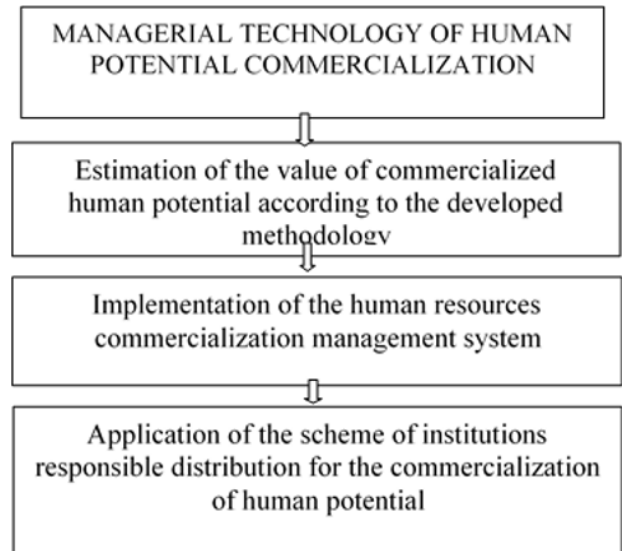 MANAGERIAL TECHNOLOGY OF HUMAN
POTENTIAL COMMERCIALIZATION
Estimation of the value of commercialized
human potential according to the developed
methodology
Implementation of the human resources
commercialization management system
Application of the scheme of institutions
responsible distribution for the commercialization
of human potential